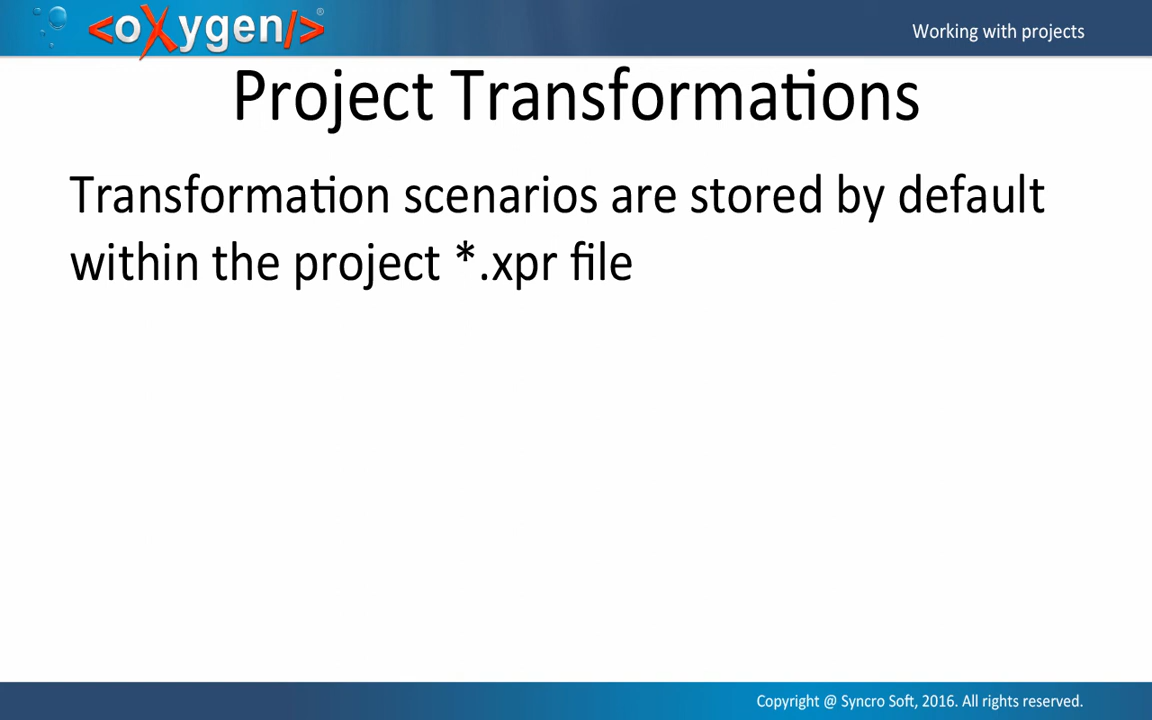 <oXygen/>®
Working with projects
Project Transformations
Transformation scenarios are stored by default
within the project *.xpr file
Copyright @ Syncro Soft, 2016. All rights reserved.